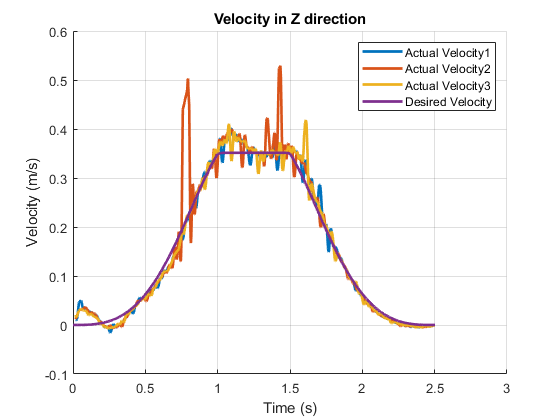 Velocity in Z direction
0.6
0.5
0.4
0.3
0.2
0.1
0
-0.1
Velocity (m/s)
Actual Velocity1
Actual Velocity2
Actual Velocity3
Desired Velocity
0 0.5 1 1.5 2 2.5 3
Time (s)